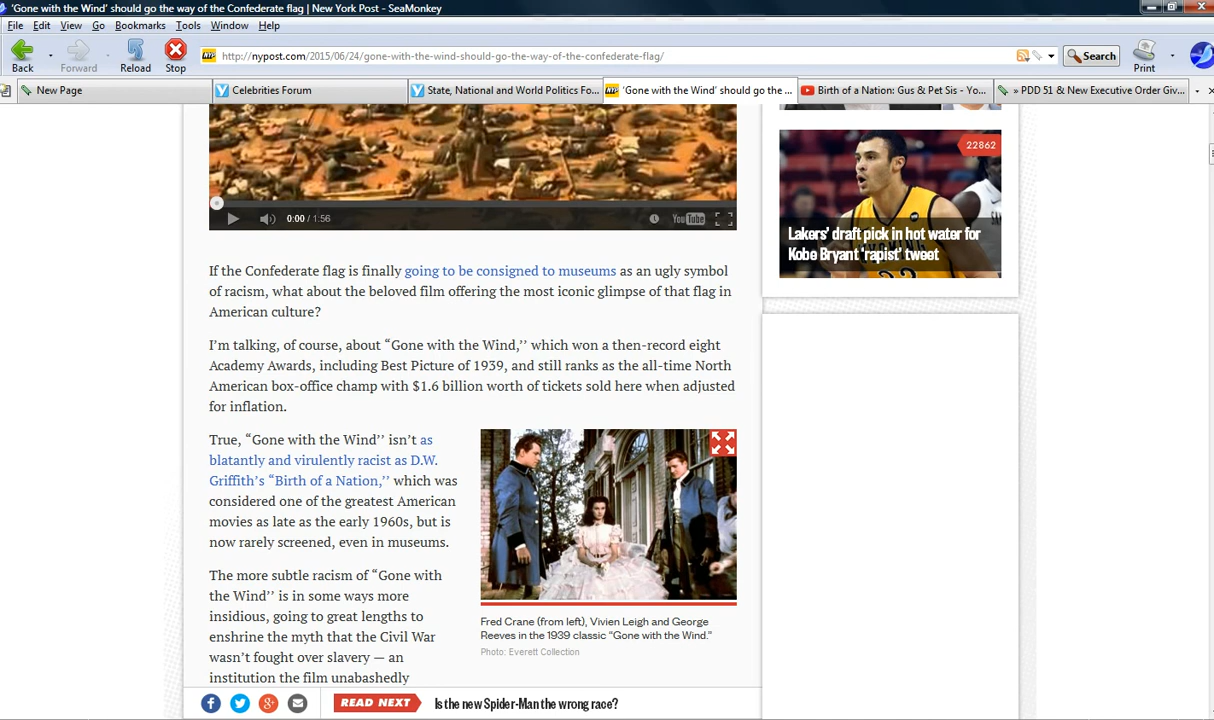 'Gone with the Wind' should go the way of the Confederate flag | New York Post - SeaMonkey
File Edit View Go Bookmarks Tools Window Help
Back Forward Reload Stop
http://nypost.com/2015/06/24/gone-with-the-wind-should-go-the-way-of-the-confederate-flag/
Search
Print
New Page
Celebrities Forum
State, National and World Politics Fo...
'Gone with the Wind' should go the ...
Birth of a Nation: Gus & Pet Sis - Yo...
» PDD 51 & New Executive Order Giv...
0:00 / 1:56
YouTube
If the Confederate flag is finally going to be consigned to museums as an ugly symbol
of racism, what about the beloved film offering the most iconic glimpse of that flag in
American culture?
I'm talking, of course, about “Gone with the Wind,’’ which won a then-record eight
Academy Awards, including Best Picture of 1939, and still ranks as the all-time North
American box-office champ with $1.6 billion worth of tickets sold here when adjusted
for inflation.
True, “Gone with the Wind’’ isn’t as
blatantly and virulently racist as D.W.
Griffith’s “Birth of a Nation,’’ which was
considered one of the greatest American
movies as late as the early 1960s, but is
now rarely screened, even in museums.
The more subtle racism of “Gone with
the Wind’’ is in some ways more
insidious, going to great lengths to
enshrine the myth that the Civil War
wasn’t fought over slavery — an
institution the film unabashedly
Fred Crane (from left), Vivien Leigh and George
Reeves in the 1939 classic “Gone with the Wind.”
Photo: Everett Collection
READ NEXT
Is the new Spider-Man the wrong race?
22862
WYOMING
Lakers’ draft pick in hot water for
Kobe Bryant ‘rapist’ tweet